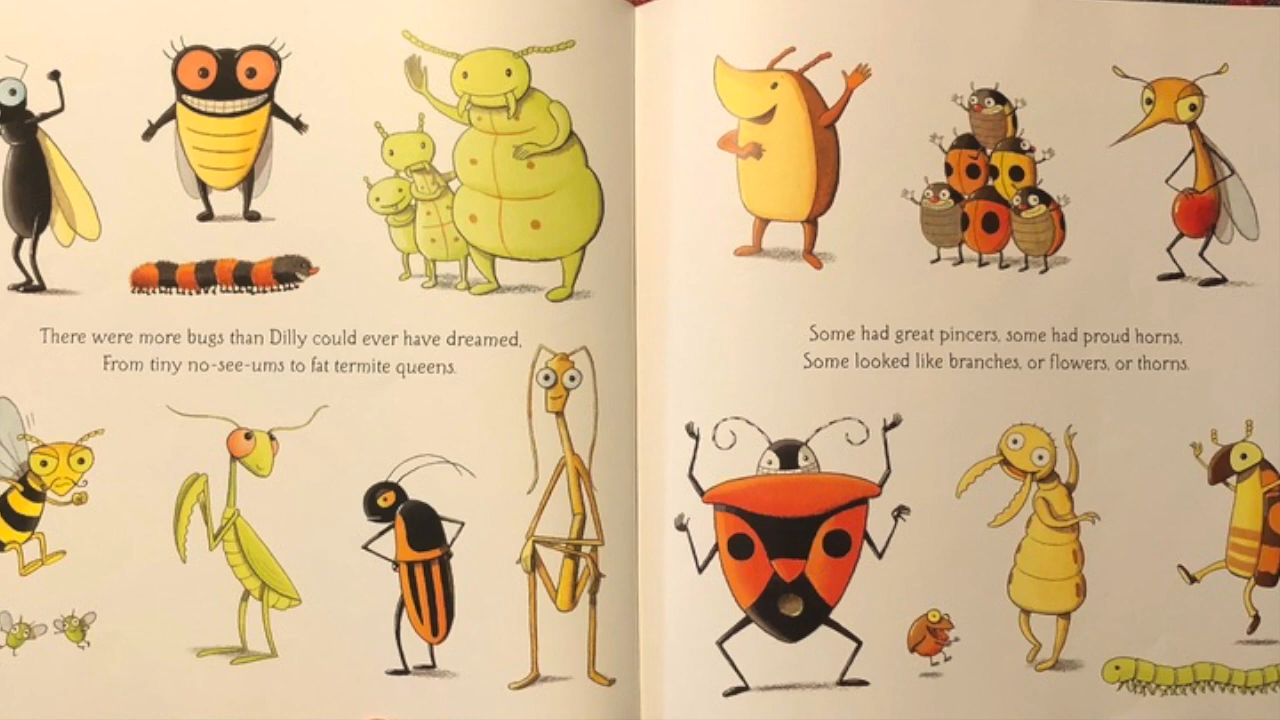 There were more bugs than Dilly could ever have dreamed,
From tiny no-see-ums to fat termite queens.
Some had great pincers, some had proud horns,
Some looked like branches, or flowers, or thorns.